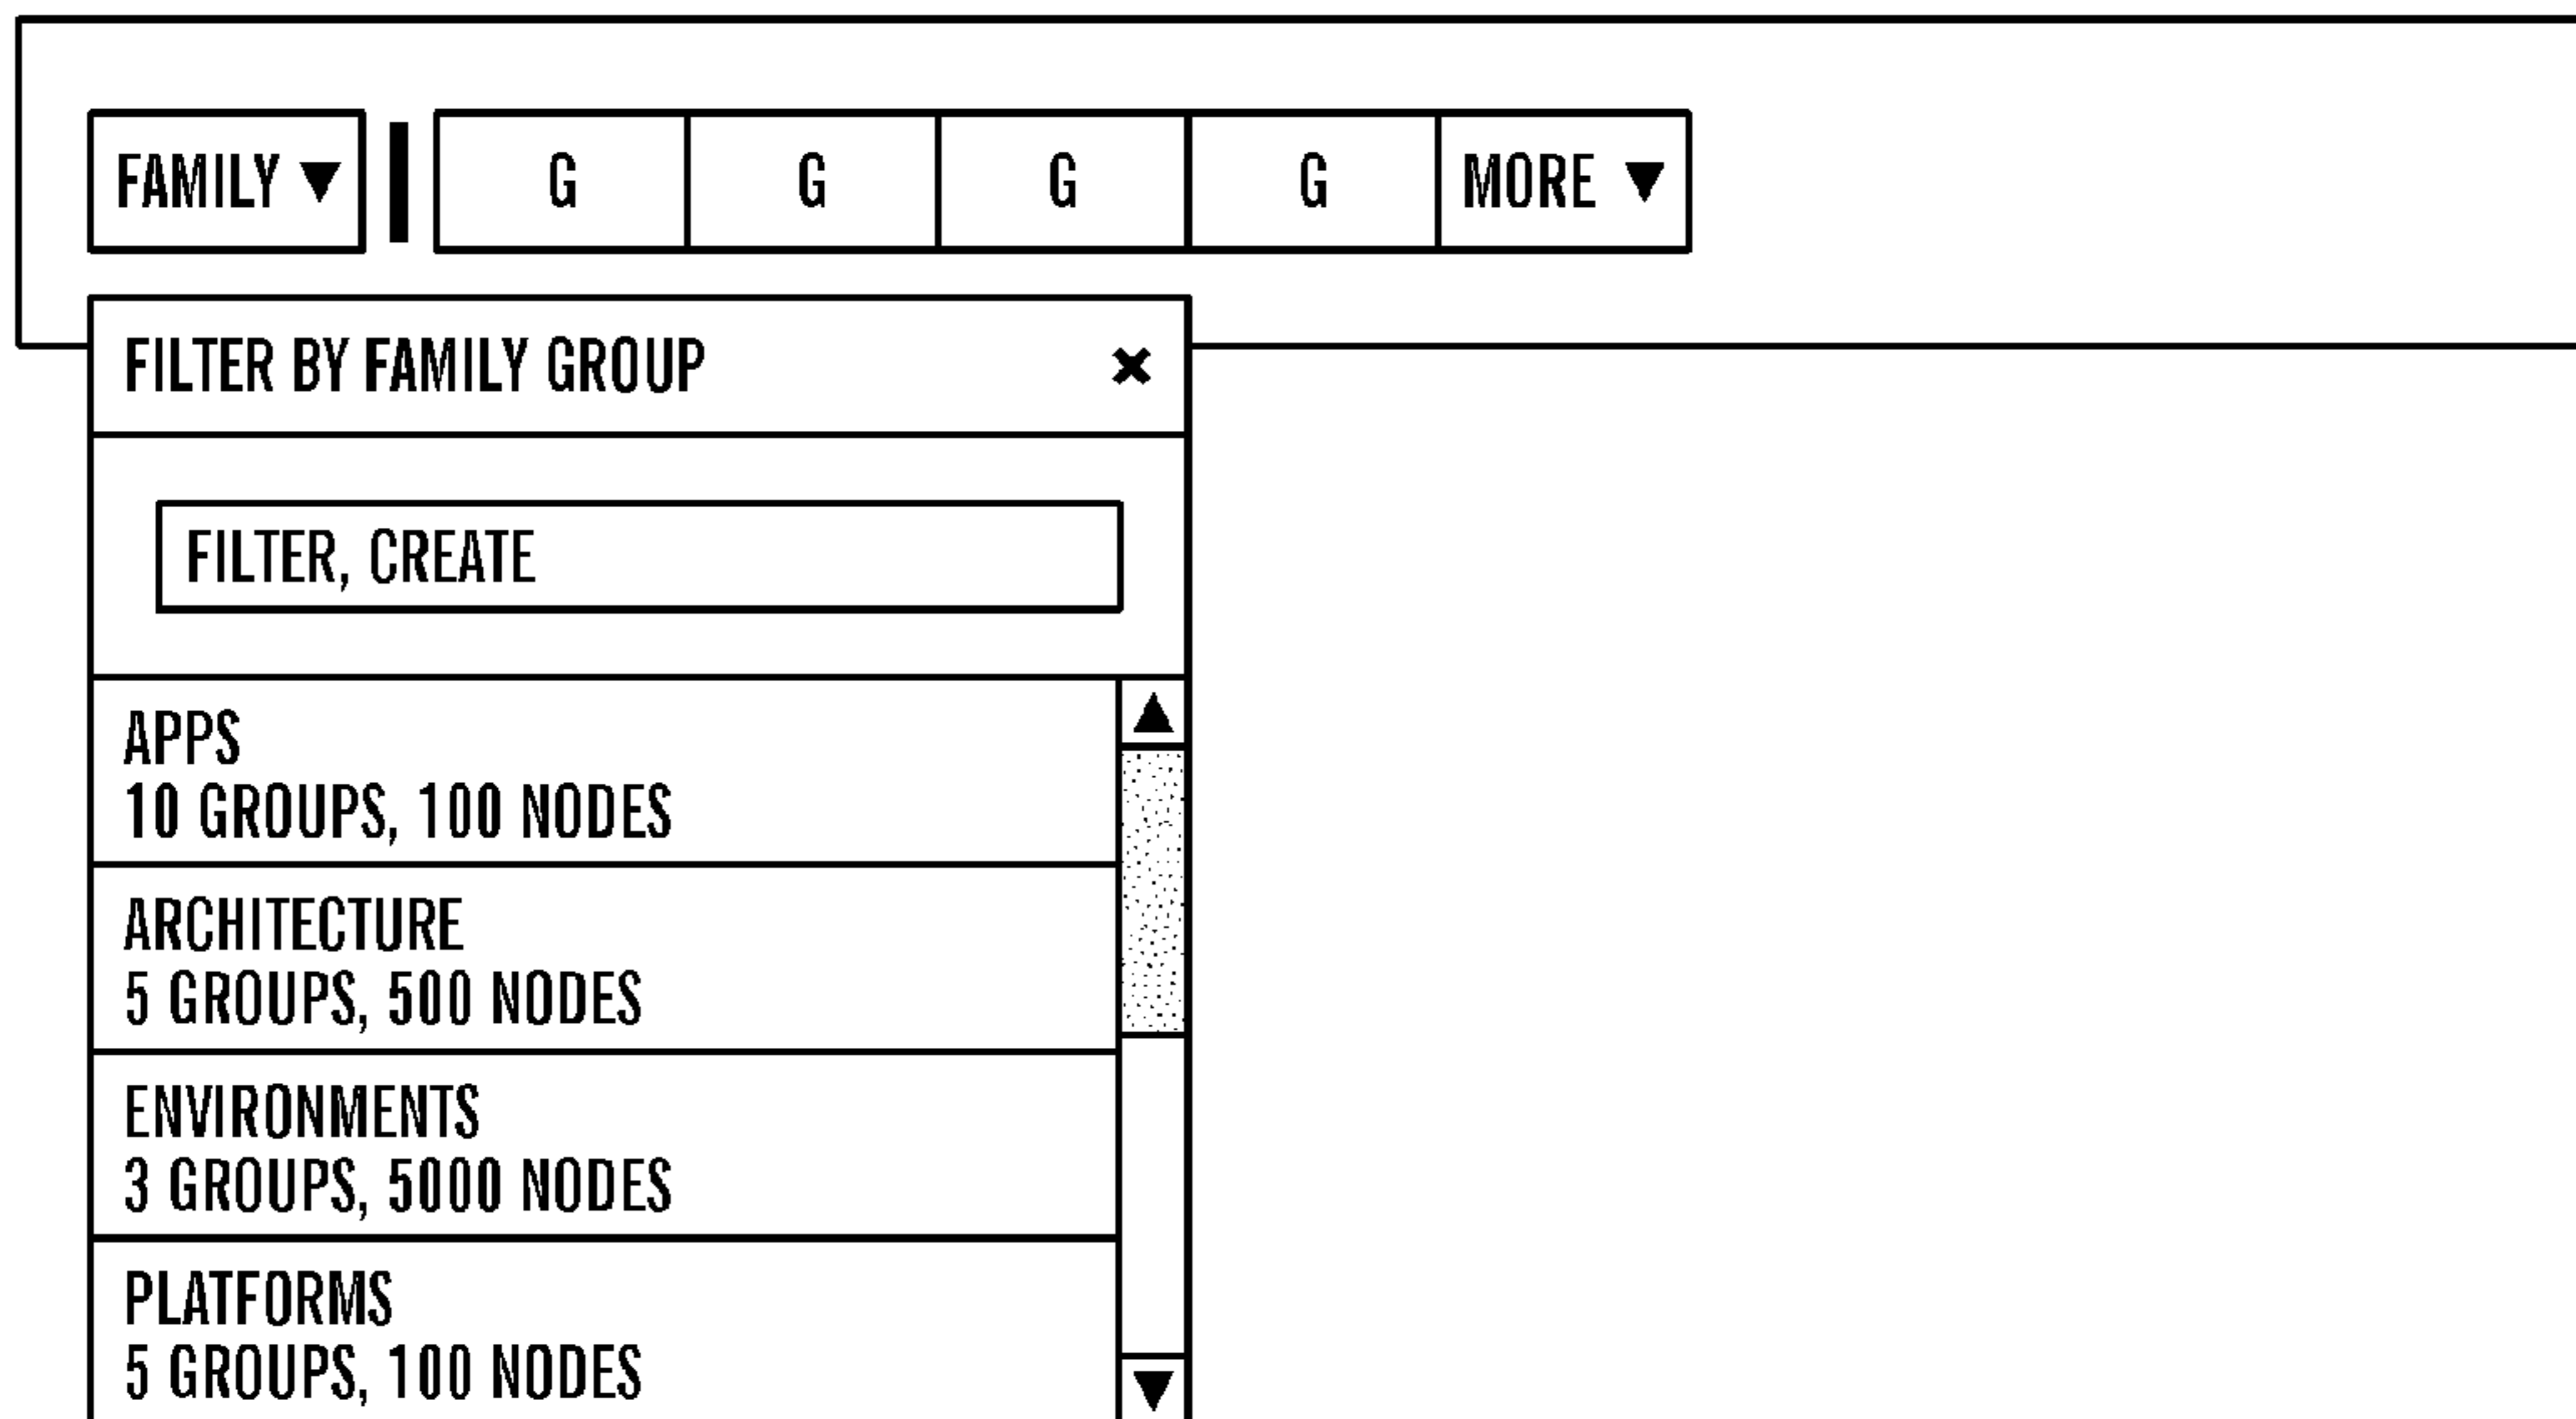 FAMILY ▼ G G G G MORE ▼
FILTER BY FAMILY GROUP ×
FILTER, CREATE
APPS
10 GROUPS, 100 NODES
ARCHITECTURE
5 GROUPS, 500 NODES
ENVIRONMENTS
3 GROUPS, 5000 NODES
PLATFORMS
5 GROUPS, 100 NODES